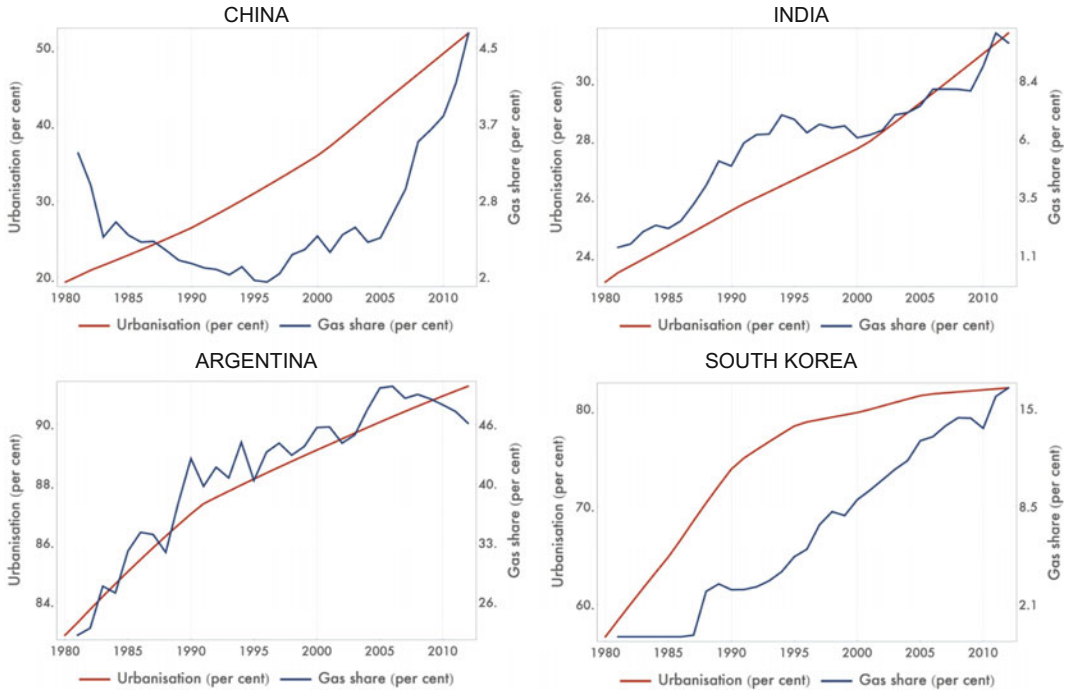 CHINA
INDIA
Urbanisation (per cent)
50.
40.
30.
20.
Gas share (per cent)
4.5
3.7
2.8
2.
1980 1985 1990 1995 2000 2005 2010
Urbanisation (per cent) Gas share (per cent)
Urbanisation (per cent)
30.
28.
26.
24.
Gas share (per cent)
8.4
6.
3.5
1.1
1980 1985 1990 1995 2000 2005 2010
Urbanisation (per cent) Gas share (per cent)
ARGENTINA
SOUTH KOREA
Urbanisation (per cent)
90.
88.
86.
84.
Gas share (per cent)
46.
40.
33.
26.
1980 1985 1990 1995 2000 2005 2010
Urbanisation (per cent) Gas share (per cent)
Urbanisation (per cent)
80.
70.
60.
Gas share (per cent)
15.
8.5
2.1
1980 1985 1990 1995 2000 2005 2010
Urbanisation (per cent) Gas share (per cent)